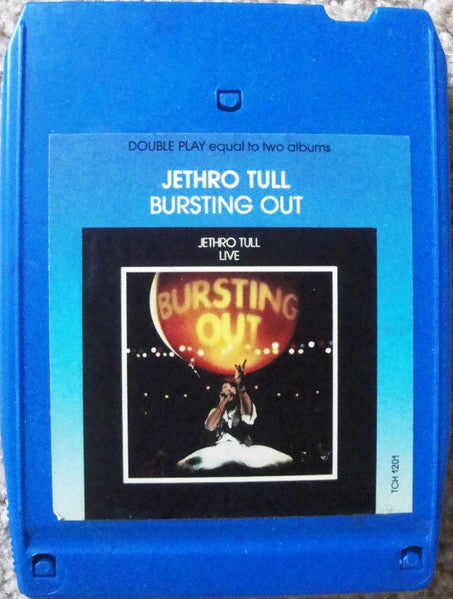 DOUBLE PLAY equal to two albums
JETHRO TULL
BURSTING OUT
JETHRO TULL
LIVE
BURSTING
OUT
TCH 1201